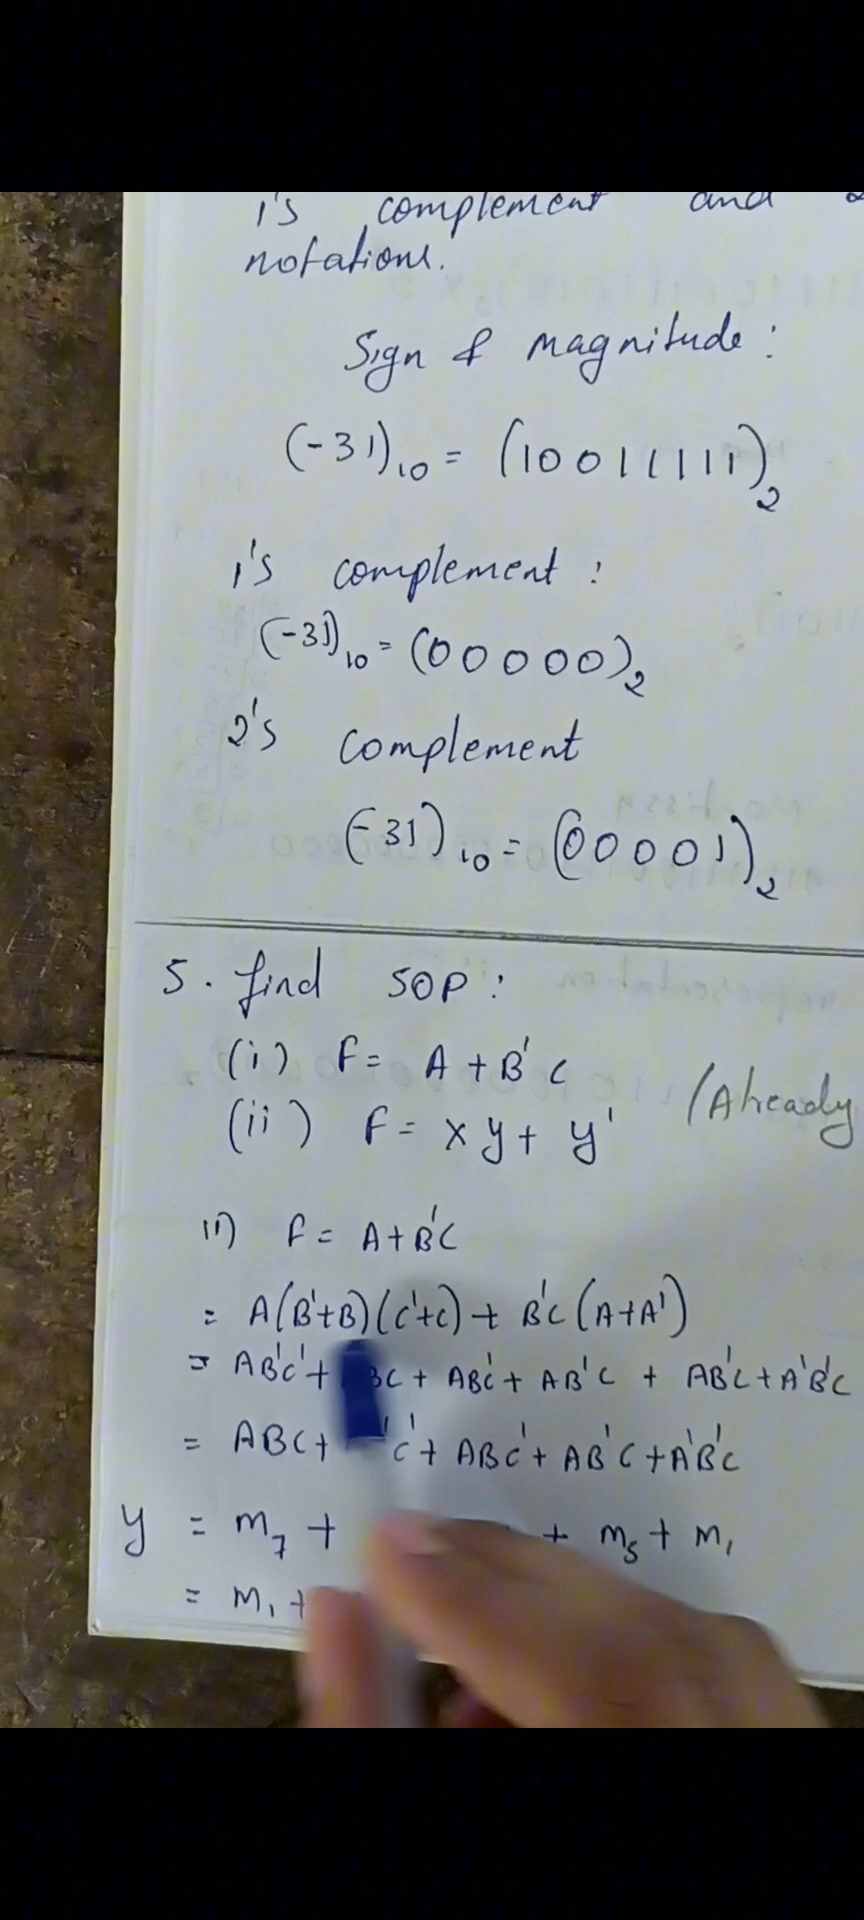 1's complement and
notations.
Sign & magnitude :
(-31)₁₀ = (10011111)₂
1's complement :
(-31)₁₀ = (00000)₂
2's complement
(-31)₁₀ = (00001)₂
5. find SOP :
(i) F = A + B'C
(ii) F = xy + y' (Already
11) F = A + B'C
= A(B'+B)(C'+C) + B'C(A+A')
= AB'C' + BC + ABC' + AB'C + AB'C + A'B'C
= ABC + 'C' + ABC' + AB'C + A'B'C
y = m₇ + + m₅ + m₁
= m₁ +